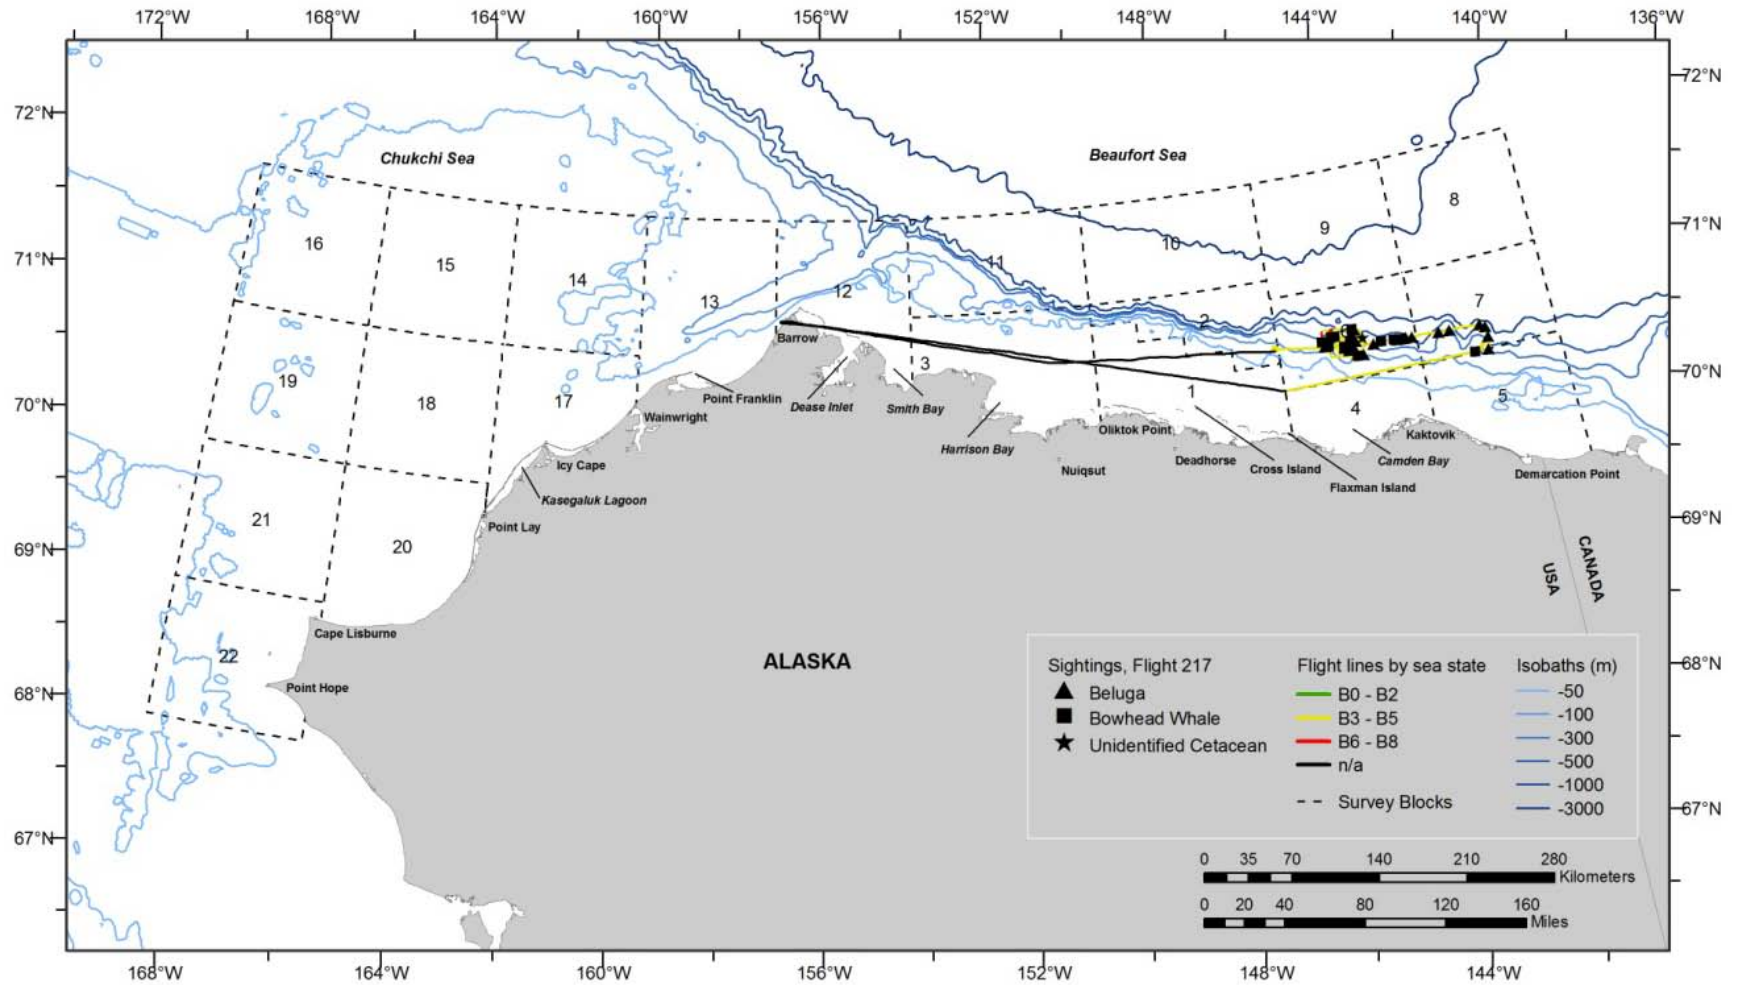 172°W 168°W 164°W 160°W 156°W 152°W 148°W 144°W 140°W 136°W
72°N
72°N
Chukchi Sea
Beaufort Sea
8
71°N
9
16
10
71°N
15
11
14
12
13
7
2
Barrow
70°N
3
19
1
Point Franklin
5
70°N
18
17
Dease Inlet
Smith Bay
4
Wainwright
Oliktok Point
Kaktovik
Harrison Bay
Deadhorse
Camden Bay
Icy Cape
Nuiqsut
Cross Island
Demarcation Point
Flaxman Island
Kasegaluk Lagoon
21
Point Lay
69°N
20
69°N
USA
CANADA
Cape Lisburne
22
ALASKA
68°N
Point Hope
68°N
Sightings, Flight 217
Beluga
Bowhead Whale
Unidentified Cetacean
Flight lines by sea state
B0 - B2
B3 - B5
B6 - B8
n/a
Survey Blocks
Isobaths (m)
-50
-100
-300
-500
-1000
-3000
67°N
67°N
0 35 70 140 210 280
Kilometers
0 20 40 80 120 160
Miles
168°W 164°W 160°W 156°W 152°W 148°W 144°W